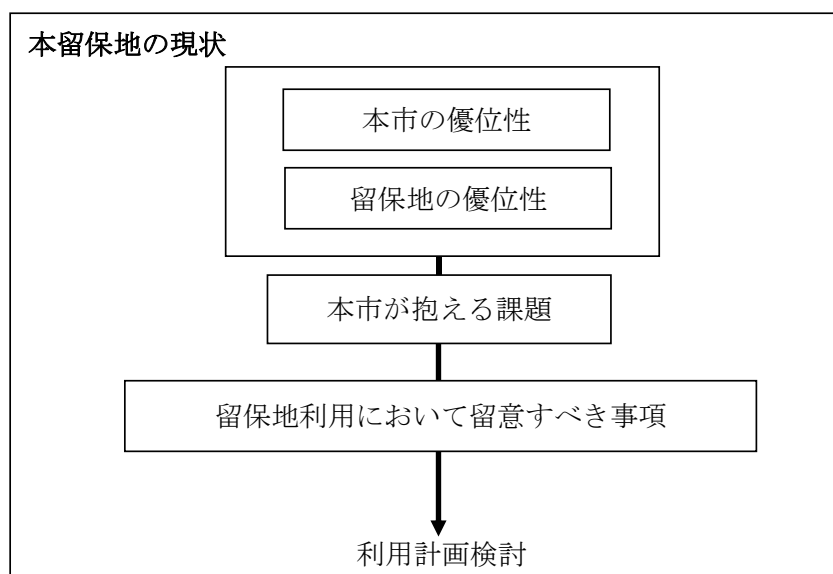 本留保地の現状
本市の優位性
留保地の優位性
本市が抱える課題
留保地利用において留意すべき事項
利用計画検討